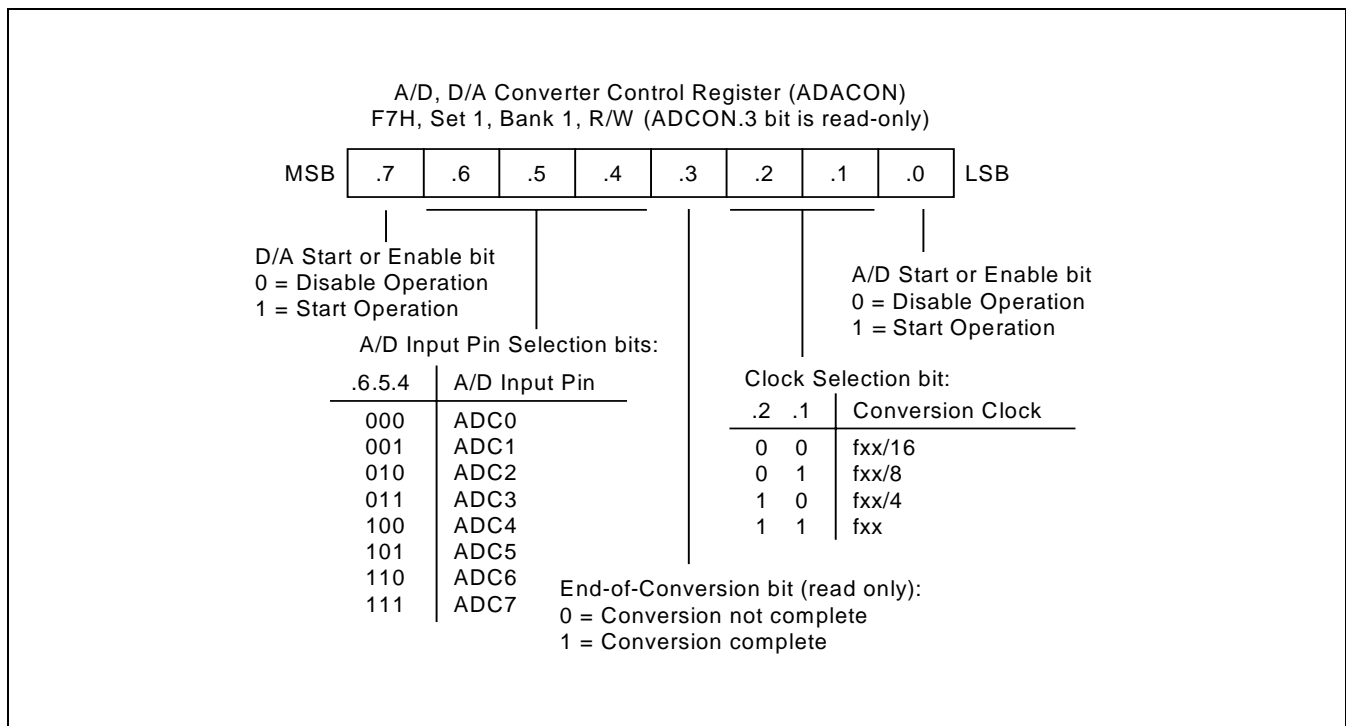 A/D, D/A Converter Control Register (ADACON)
F7H, Set 1, Bank 1, R/W (ADCON.3 bit is read-only)
MSB .7 .6 .5 .4 .3 .2 .1 .0 LSB
D/A Start or Enable bit
0 = Disable Operation
1 = Start Operation
A/D Start or Enable bit
0 = Disable Operation
1 = Start Operation
A/D Input Pin Selection bits:
.6.5.4 A/D Input Pin
000 ADC0
001 ADC1
010 ADC2
011 ADC3
100 ADC4
101 ADC5
110 ADC6
111 ADC7
Clock Selection bit:
.2 .1 Conversion Clock
0 0 fxx/16
0 1 fxx/8
1 0 fxx/4
1 1 fxx
End-of-Conversion bit (read only):
0 = Conversion not complete
1 = Conversion complete